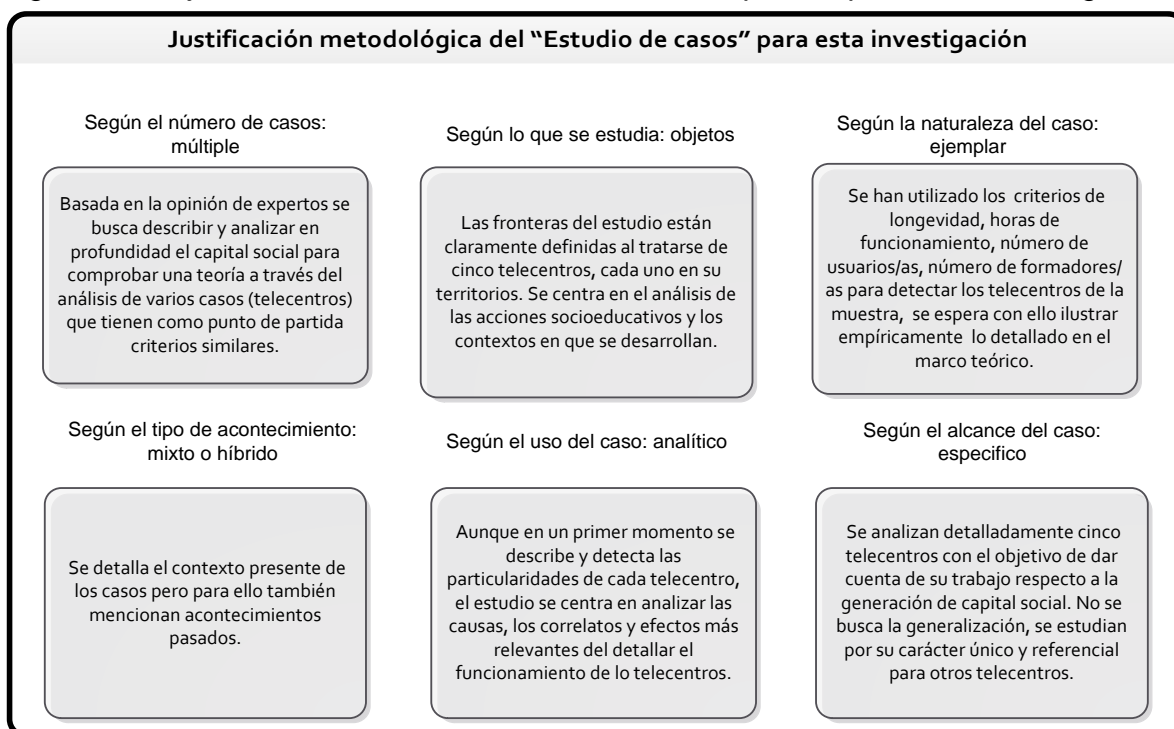 Justificación metodológica del “Estudio de casos” para esta investigación
Según el número de casos:
múltiple
Basada en la opinión de expertos se
busca describir y analizar en
profundidad el capital social para
comprobar una teoría a través del
análisis de varios casos (telecentros)
que tienen como punto de partida
criterios similares.
Según lo que se estudia: objetos
Las fronteras del estudio están
claramente definidas al tratarse de
cinco telecentros, cada uno en su
territorios. Se centra en el análisis de
las acciones socioeducativos y los
contextos en que se desarrollan.
Según la naturaleza del caso:
ejemplar
Se han utilizado los criterios de
longevidad, horas de
funcionamiento, número de
usuarios/as, número de formadores/
as para detectar los telecentros de la
muestra, se espera con ello ilustrar
empíricamente lo detallado en el
marco teórico.
Según el tipo de acontecimiento:
mixto o híbrido
Se detalla el contexto presente de
los casos pero para ello también
mencionan acontecimientos
pasados.
Según el uso del caso: analítico
Aunque en un primer momento se
describe y detecta las
particularidades de cada telecentro,
el estudio se centra en analizar las
causas, los correlatos y efectos más
relevantes del detallar el
funcionamiento de lo telecentros.
Según el alcance del caso:
especifico
Se analizan detalladamente cinco
telecentros con el objetivo de dar
cuenta de su trabajo respecto a la
generación de capital social. No se
busca la generalización, se estudian
por su carácter único y referencial
para otros telecentros.